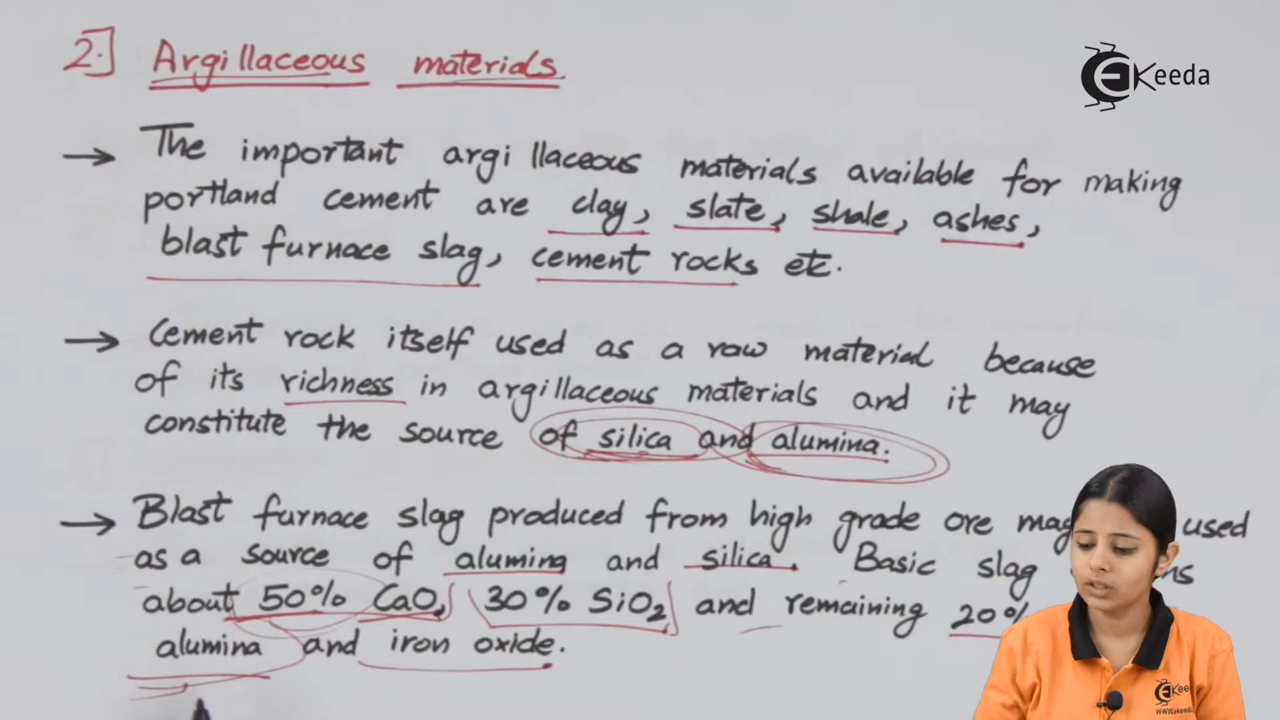 2.] Argillaceous materials
EKeeda
→ The important argillaceous materials available for making
portland cement are clay, slate, shale, ashes,
blast furnace slag, cement rocks etc.
→ Cement rock itself used as a raw material because
of its richness in argillaceous materials and it may
constitute the source of silica and alumina.
→ Blast furnace slag produced from high grade ore used
as a source of alumina and silica. Basic slag
about 50% CaO, 30% SiO2 and remaining 20%
alumina and iron oxide.
EKeeda